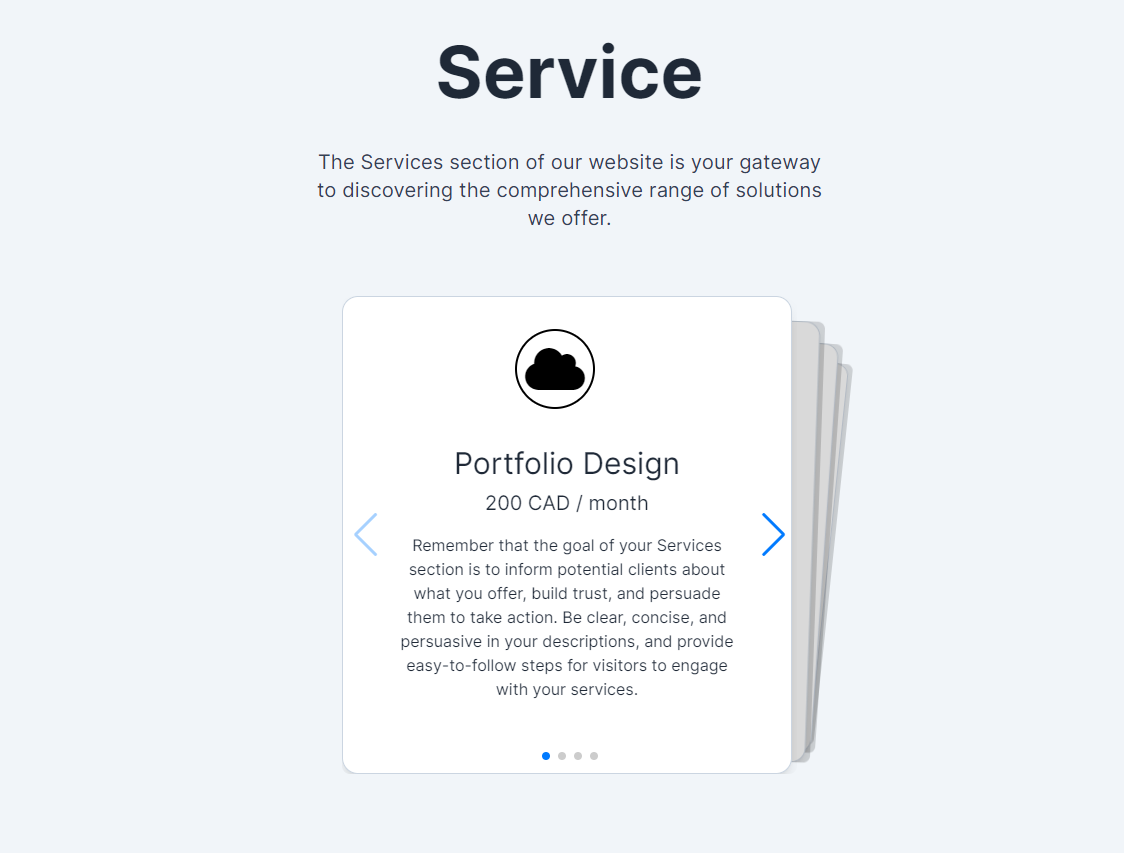 Service
The Services section of our website is your gateway
to discovering the comprehensive range of solutions
we offer.
Portfolio Design
200 CAD / month
Remember that the goal of your Services
section is to inform potential clients about
what you offer, build trust, and persuade
them to take action. Be clear, concise, and
persuasive in your descriptions, and provide
easy-to-follow steps for visitors to engage
with your services.